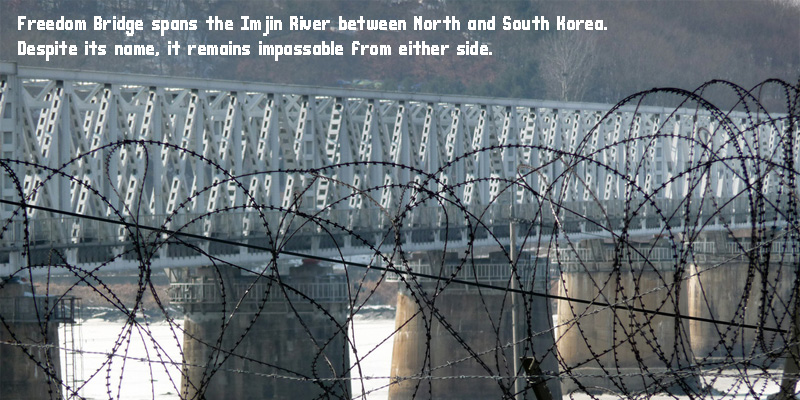 Freedom Bridge spans the Imjin River between North and South Korea.
Despite its name, it remains impassable from either side.